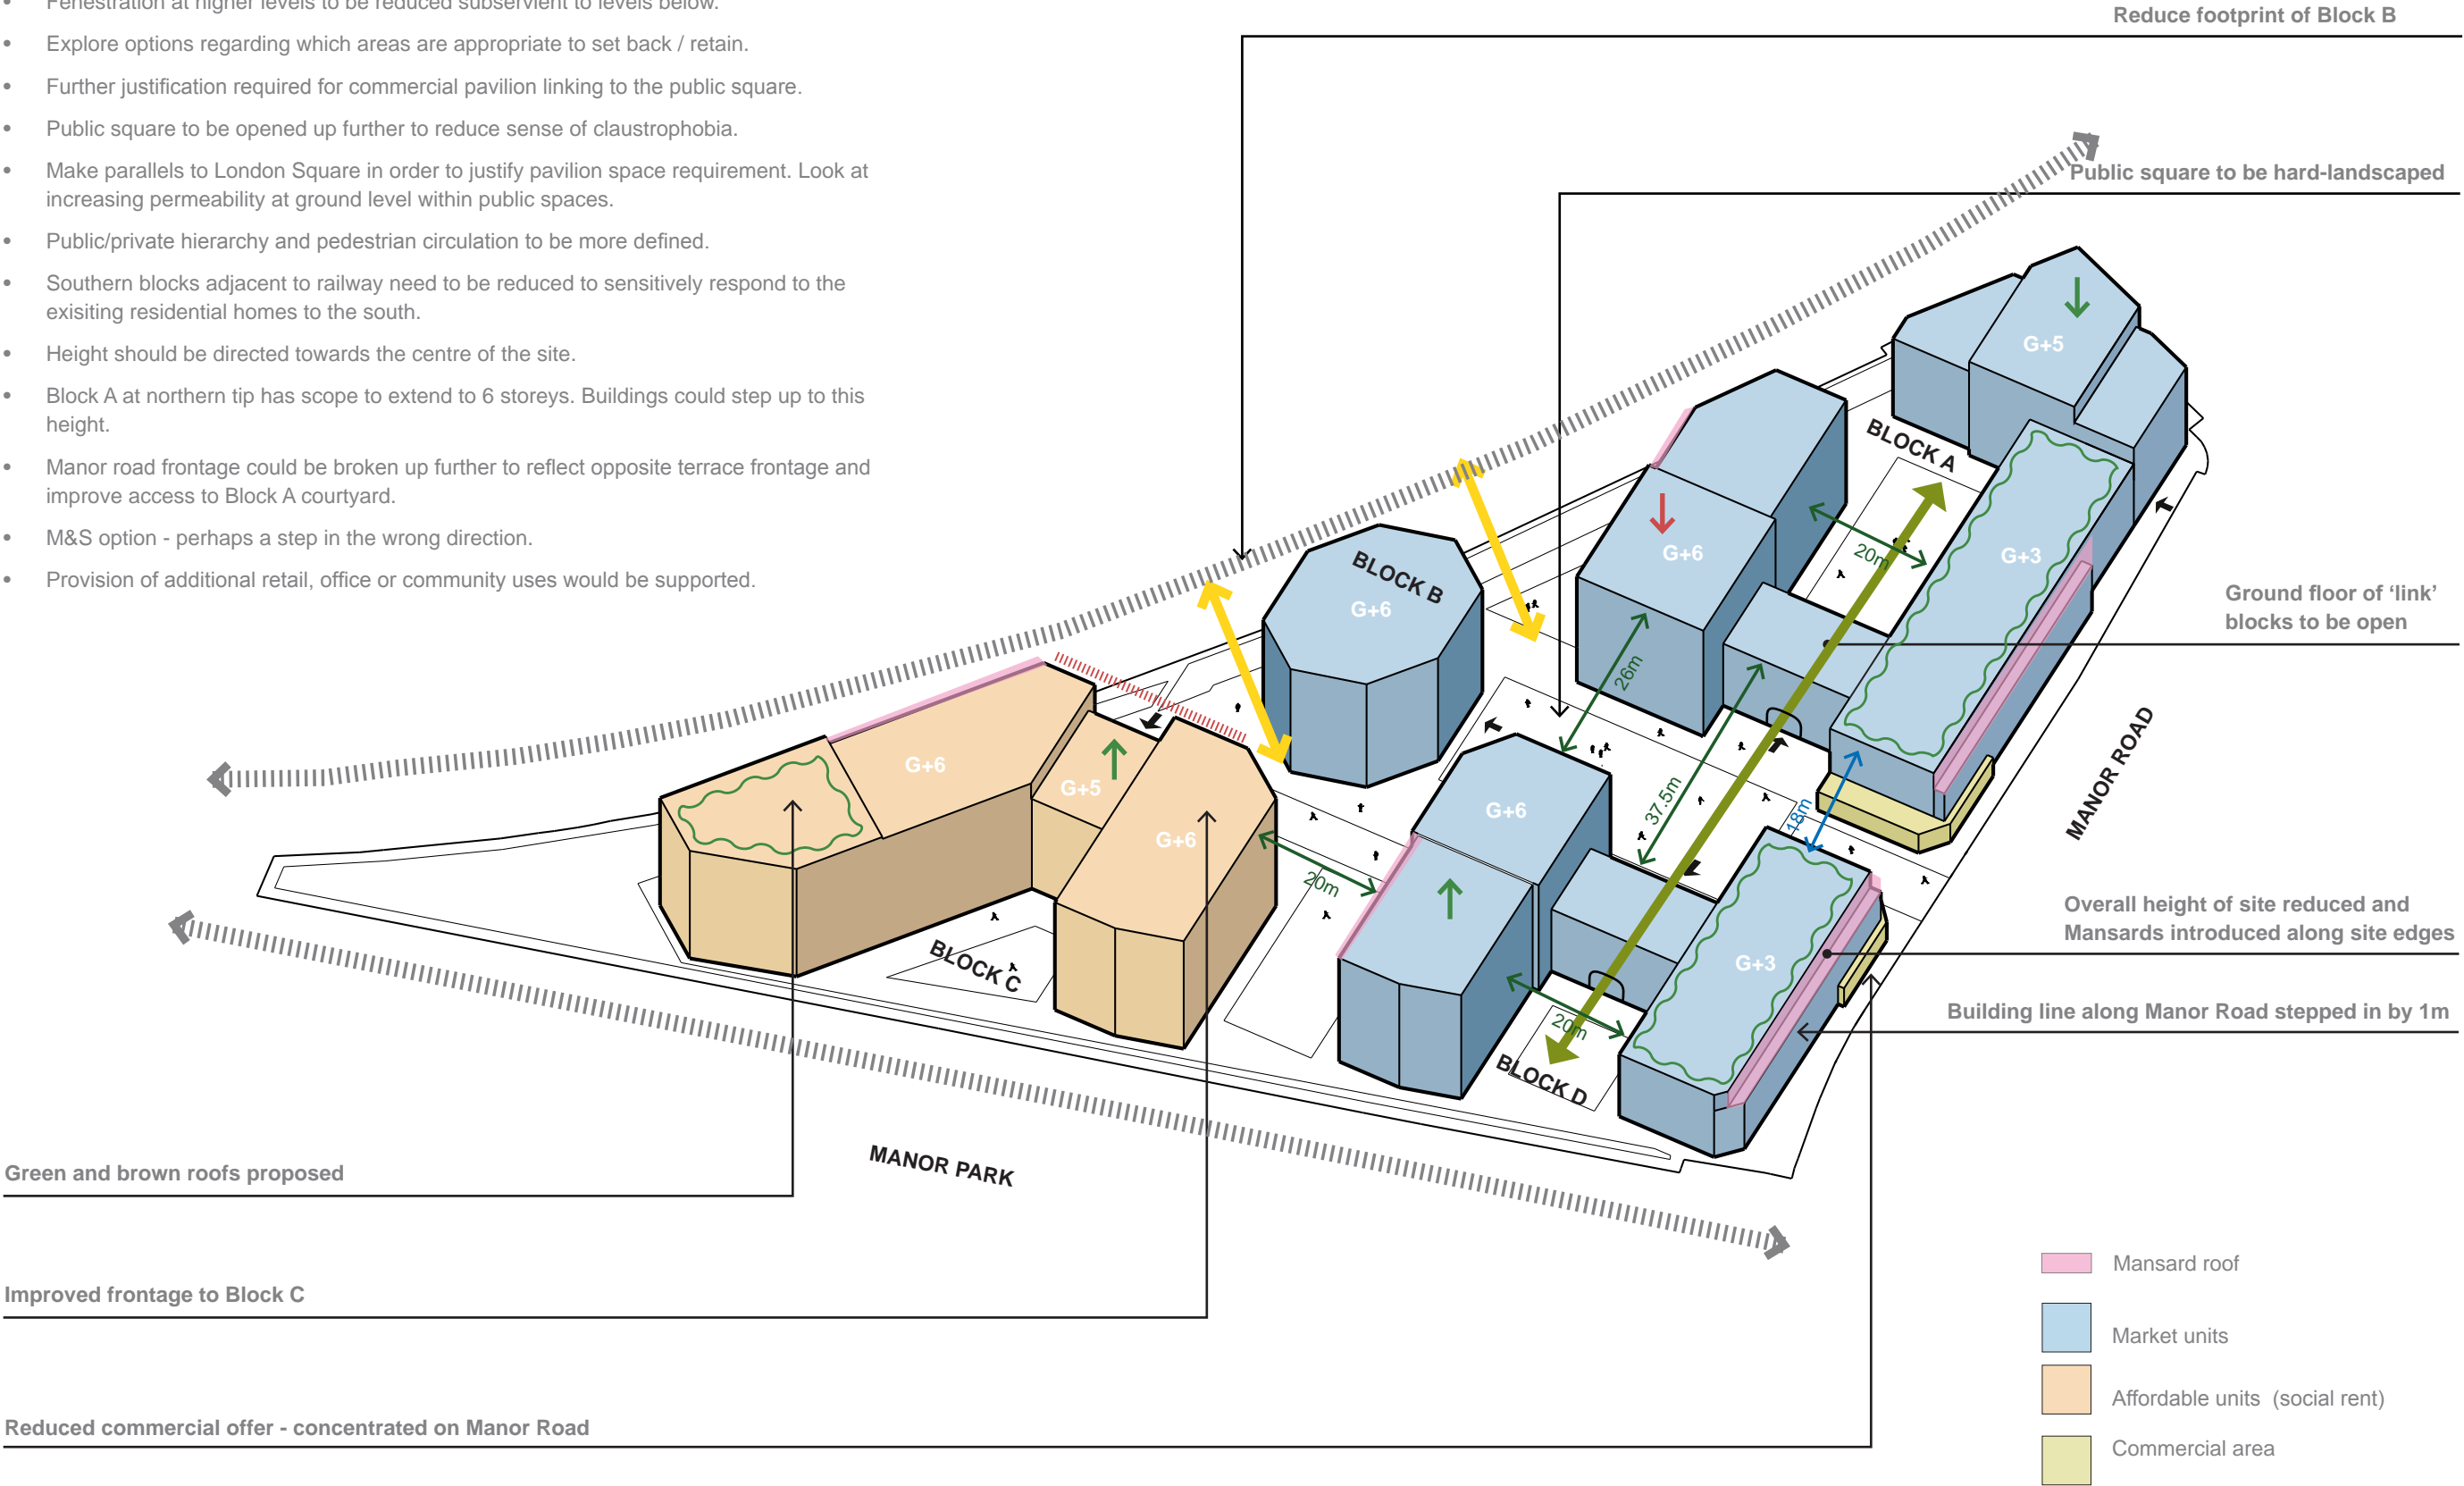 • Fenestration at higher levels to be reduced subservient to levels below.
• Explore options regarding which areas are appropriate to set back / retain.
• Further justification required for commercial pavilion linking to the public square.
• Public square to be opened up further to reduce sense of claustrophobia.
• Make parallels to London Square in order to justify pavilion space requirement. Look at
increasing permeability at ground level within public spaces.
• Public/private hierarchy and pedestrian circulation to be more defined.
• Southern blocks adjacent to railway need to be reduced to sensitively respond to the
exisiting residential homes to the south.
• Height should be directed towards the centre of the site.
• Block A at northern tip has scope to extend to 6 storeys. Buildings could step up to this
height.
• Manor road frontage could be broken up further to reflect opposite terrace frontage and
improve access to Block A courtyard.
• M&S option - perhaps a step in the wrong direction.
• Provision of additional retail, office or community uses would be supported.
Reduce footprint of Block B
Public square to be hard-landscaped
G+5
BLOCK A
G+6
20m
G+3
BLOCK B
G+6
Ground floor of ‘link’
blocks to be open
26m
MANOR ROAD
G+6
G+5
G+6
G+6
37.5m
18m
20m
Overall height of site reduced and
Mansards introduced along site edges
BLOCK C
G+3
Building line along Manor Road stepped in by 1m
20m
BLOCK D
MANOR PARK
Green and brown roofs proposed
Improved frontage to Block C
Reduced commercial offer - concentrated on Manor Road
Mansard roof
Market units
Affordable units (social rent)
Commercial area